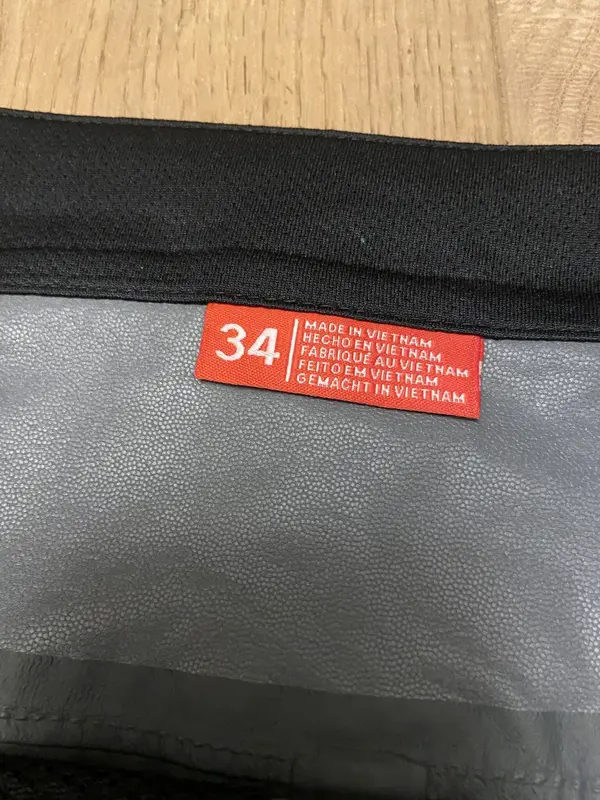 34
MADE IN VIETNAM
HECHO EN VIETNAM
FABRIQUÉ AU VIETNAM
FEITO EM VIETNAM
GEMACHT IN VIETNAM